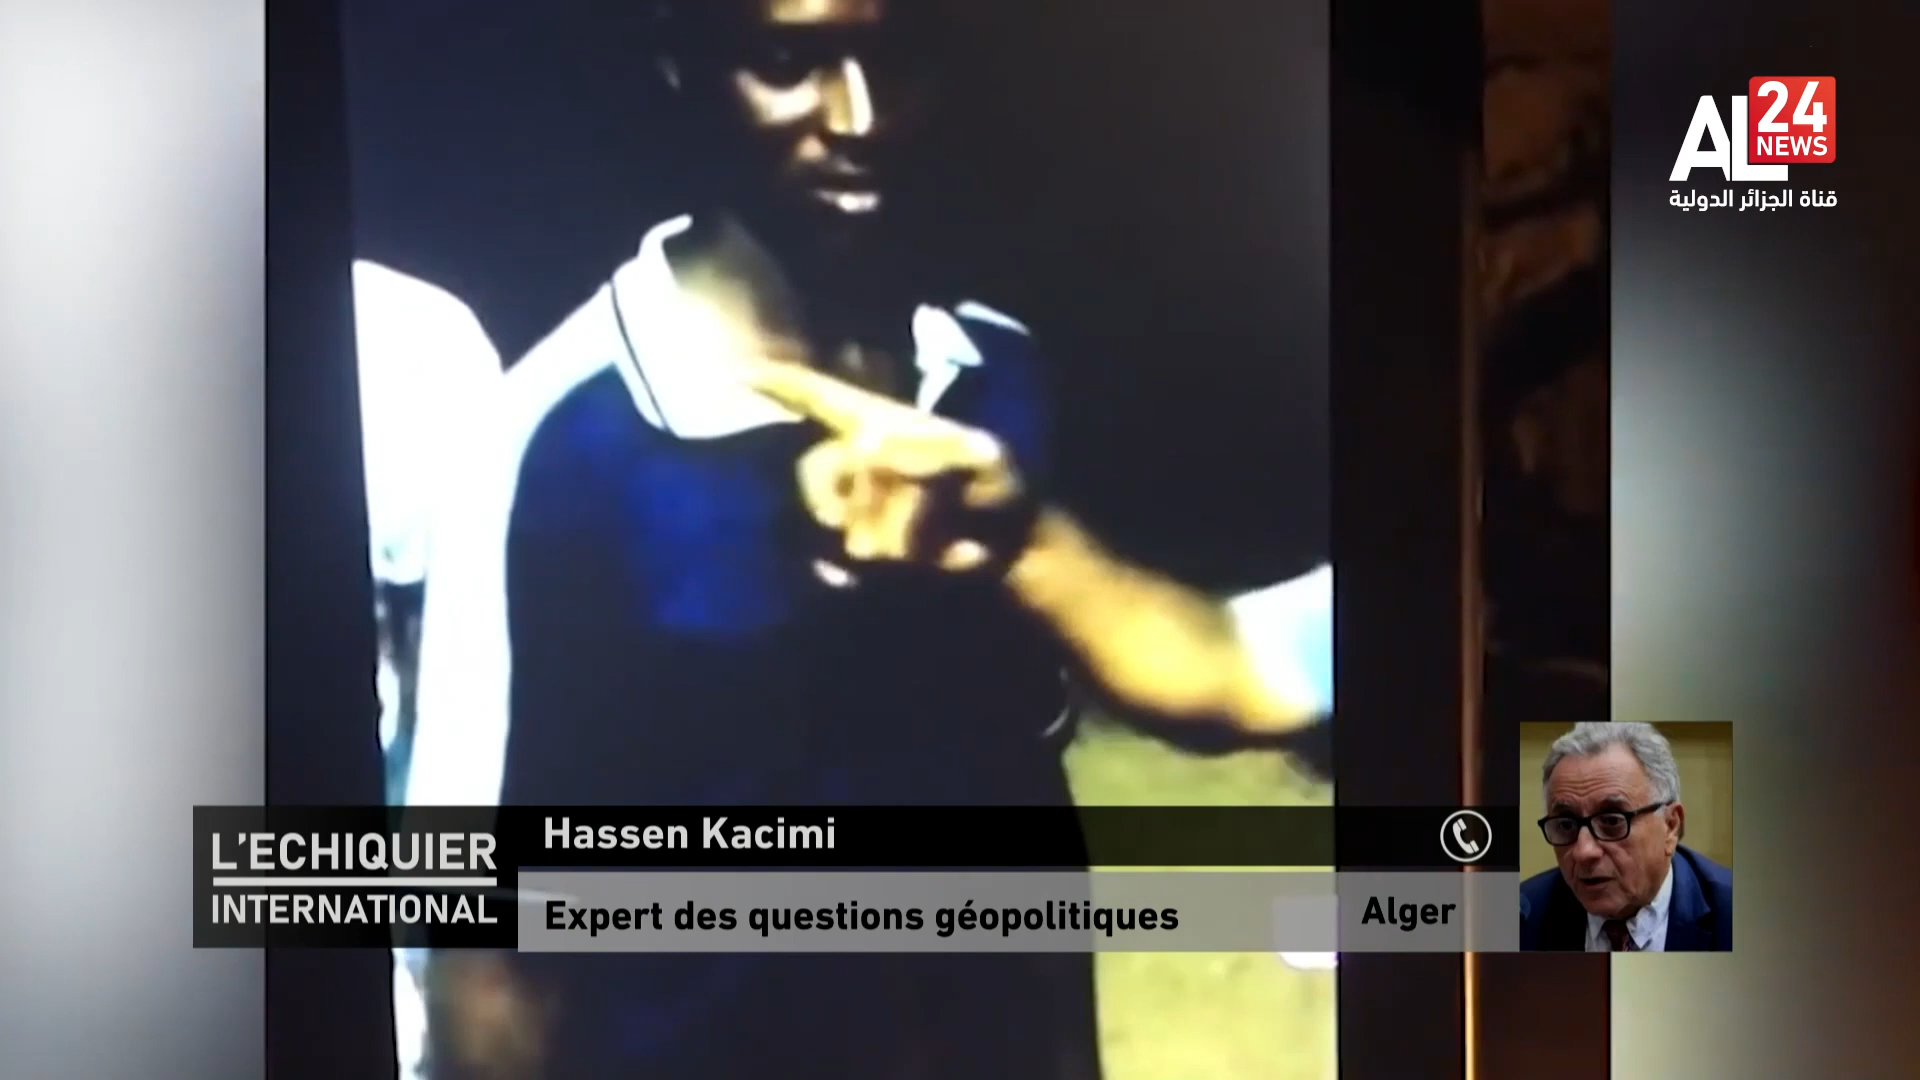 AL
24
NEWS
قناة الجزائر الدولية
L'ECHIQUIER
INTERNATIONAL
Hassen Kacimi
Expert des questions géopolitiques
Alger